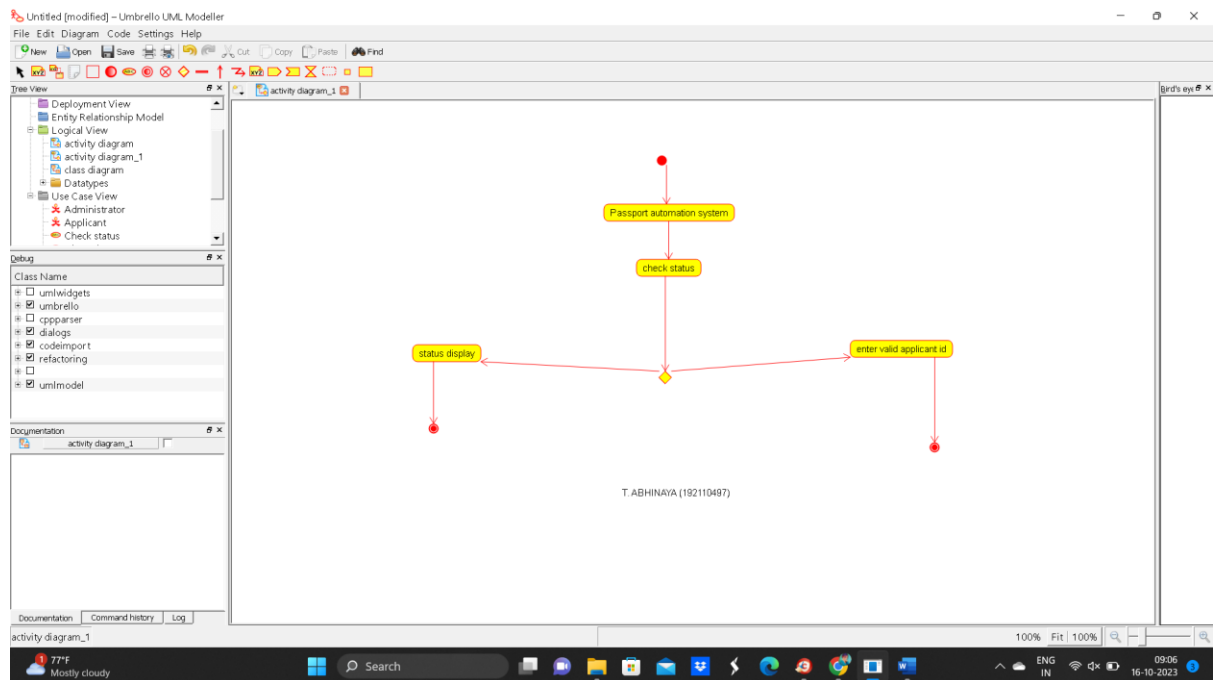 Untitled [modified] – Umbrello UML Modeller
File Edit Diagram Code Settings Help
New Open Save Cut Copy Paste Find
Tree View
activity diagram_1
Bird's eye
Deployment View
Entity Relationship Model
Logical View
activity diagram
activity diagram_1
class diagram
Datatypes
Use Case View
Administrator
Applicant
Check status
Debug
Class Name
umlwidgets
umbrello
cppparser
dialogs
codeimport
refactoring
umlmodel
Documentation
activity diagram_1
Passport automation system
check status
status display
enter valid applicant id
T. ABHINAYA (192110497)
Documentation Command history Log
activity diagram_1
100% Fit 100%
1
77°F
Mostly cloudy
Search
ENG
IN
09:06
16-10-2023
3